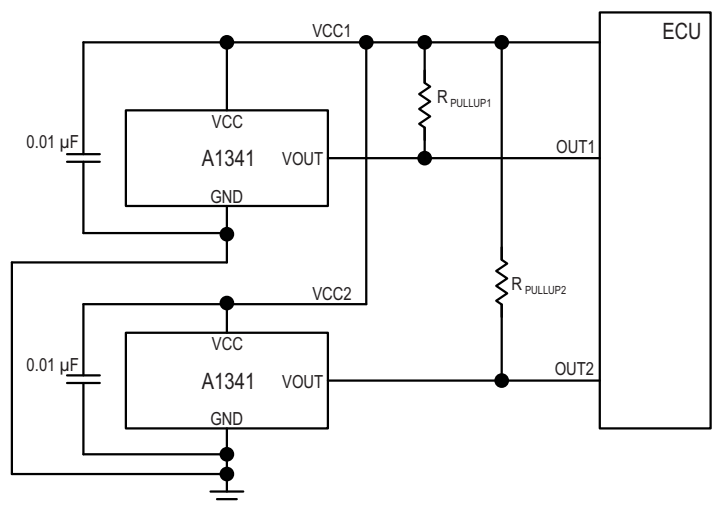 VCC1
ECU
0.01 µF
VCC
A1341
VOUT
GND
R PULLUP1
OUT1
VCC2
R PULLUP2
0.01 µF
VCC
A1341
VOUT
GND
OUT2